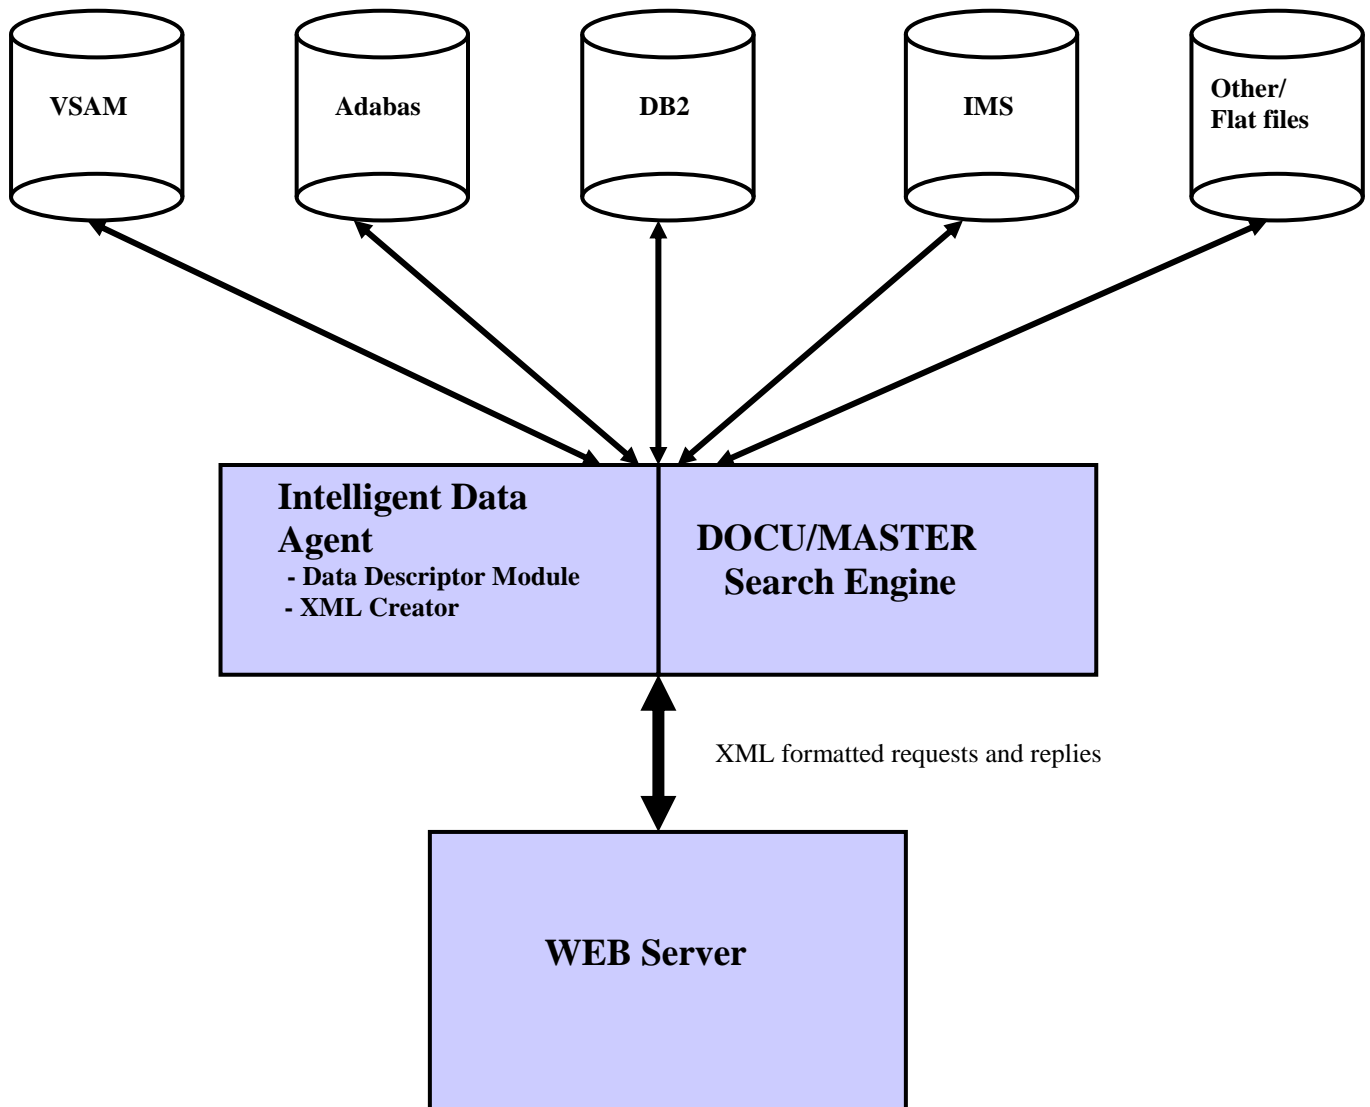 VSAM
Adabas
DB2
IMS
Other/
Flat files
Intelligent Data
Agent
- Data Descriptor Module
- XML Creator
DOCU/MASTER
Search Engine
XML formatted requests and replies
WEB Server